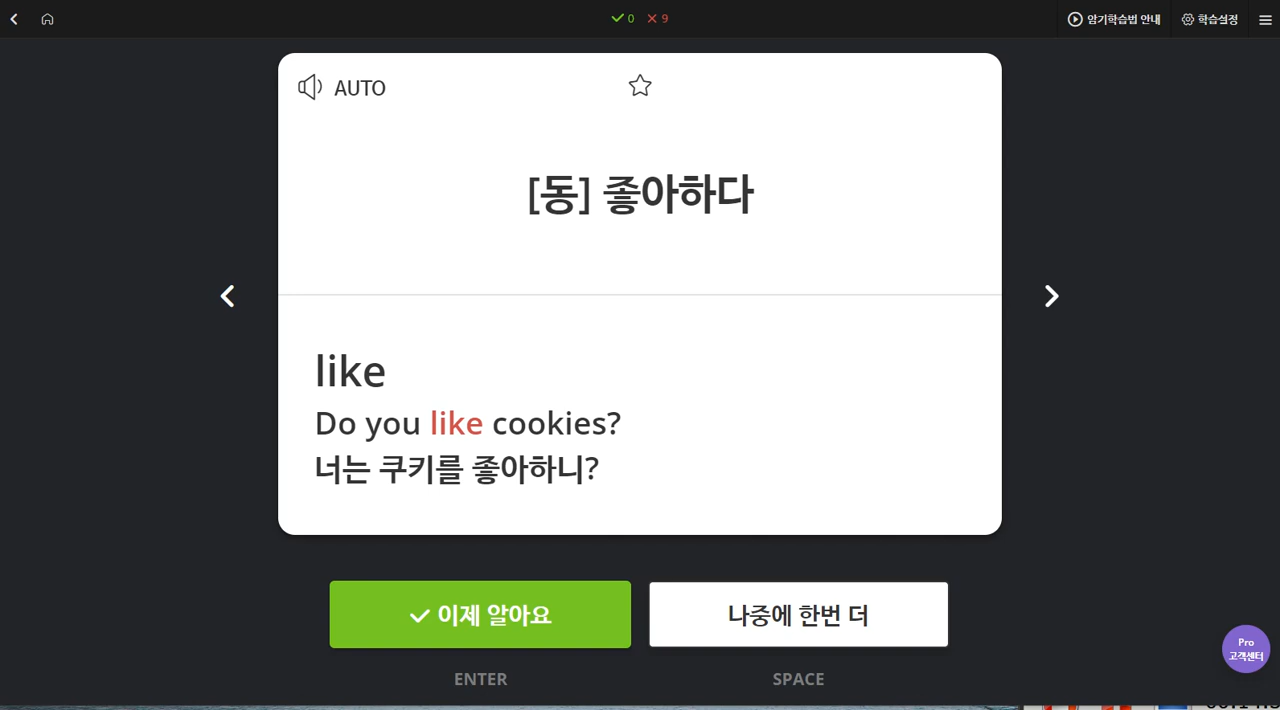 0 9 암기학습법 안내 학습설정
AUTO
[동] 좋아하다
like
Do you like cookies?
너는 쿠키를 좋아하니?
이제 알아요 나중에 한번 더
ENTER SPACE
Pro
고객센터